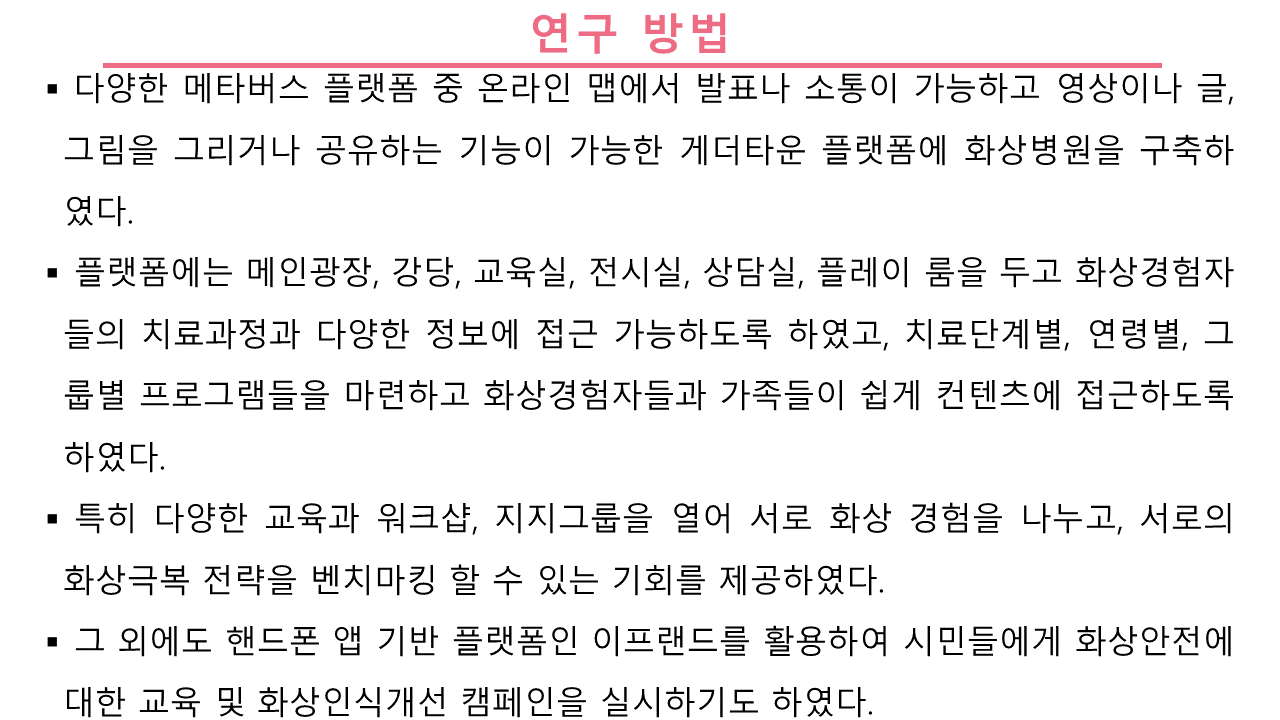 연구 방법
▪ 다양한 메타버스 플랫폼 중 온라인 맵에서 발표나 소통이 가능하고 영상이나 글,
그림을 그리거나 공유하는 기능이 가능한 게더타운 플랫폼에 화상병원을 구축하
였다.
▪ 플랫폼에는 메인광장, 강당, 교육실, 전시실, 상담실, 플레이 룸을 두고 화상경험자
들의 치료과정과 다양한 정보에 접근 가능하도록 하였고, 치료단계별, 연령별, 그
룹별 프로그램들을 마련하고 화상경험자들과 가족들이 쉽게 컨텐츠에 접근하도록
하였다.
▪ 특히 다양한 교육과 워크샵, 지지그룹을 열어 서로 화상 경험을 나누고, 서로의
화상극복 전략을 벤치마킹 할 수 있는 기회를 제공하였다.
▪ 그 외에도 핸드폰 앱 기반 플랫폼인 이프랜드를 활용하여 시민들에게 화상안전에
대한 교육 및 화상인식개선 캠페인을 실시하기도 하였다.